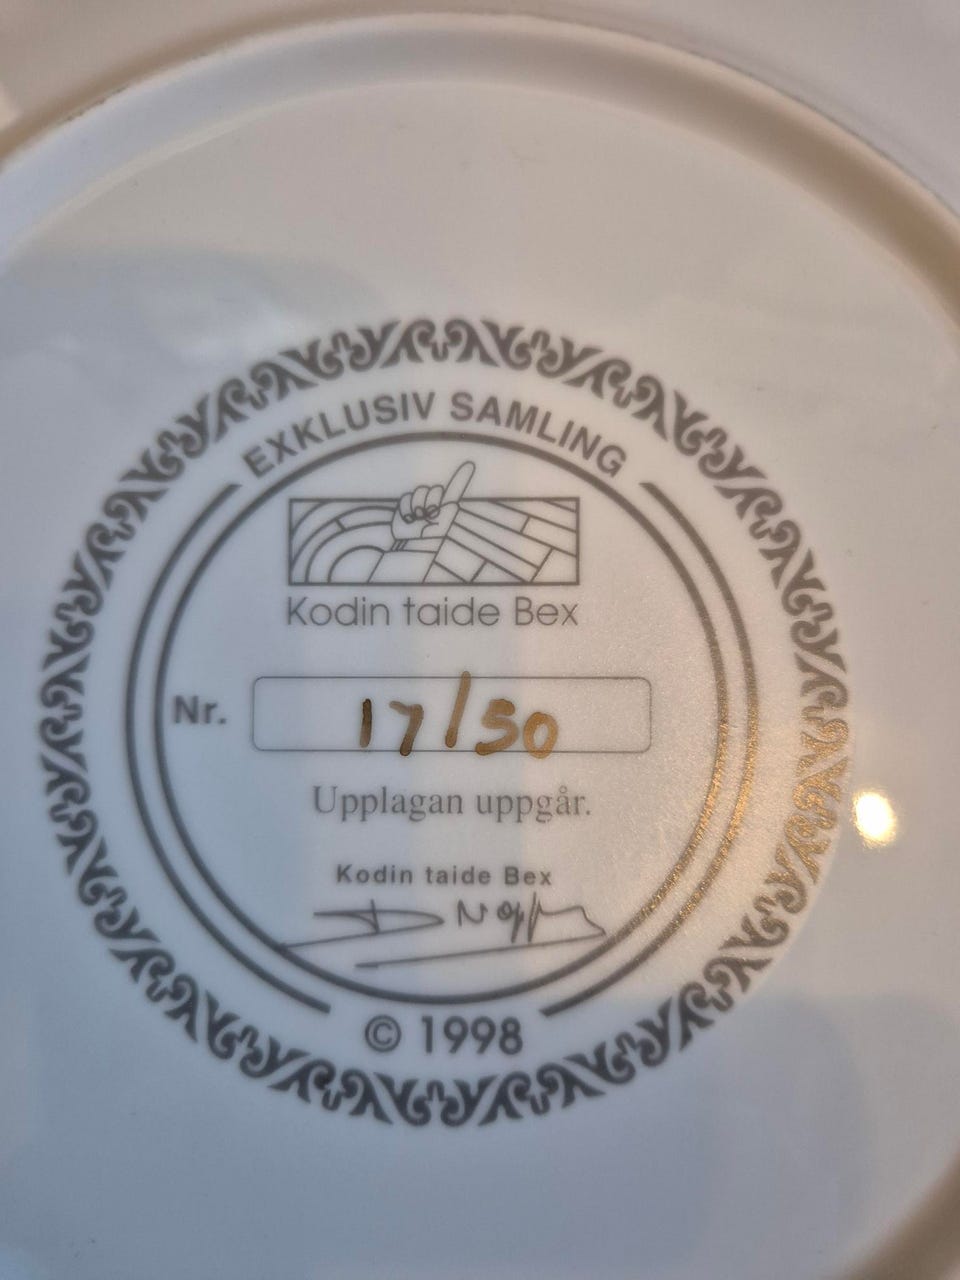 EXKLUSIV SAMLING
Kodin taide Bex
Nr. 17/50
Upplagan uppgår.
Kodin taide Bex
© 1998